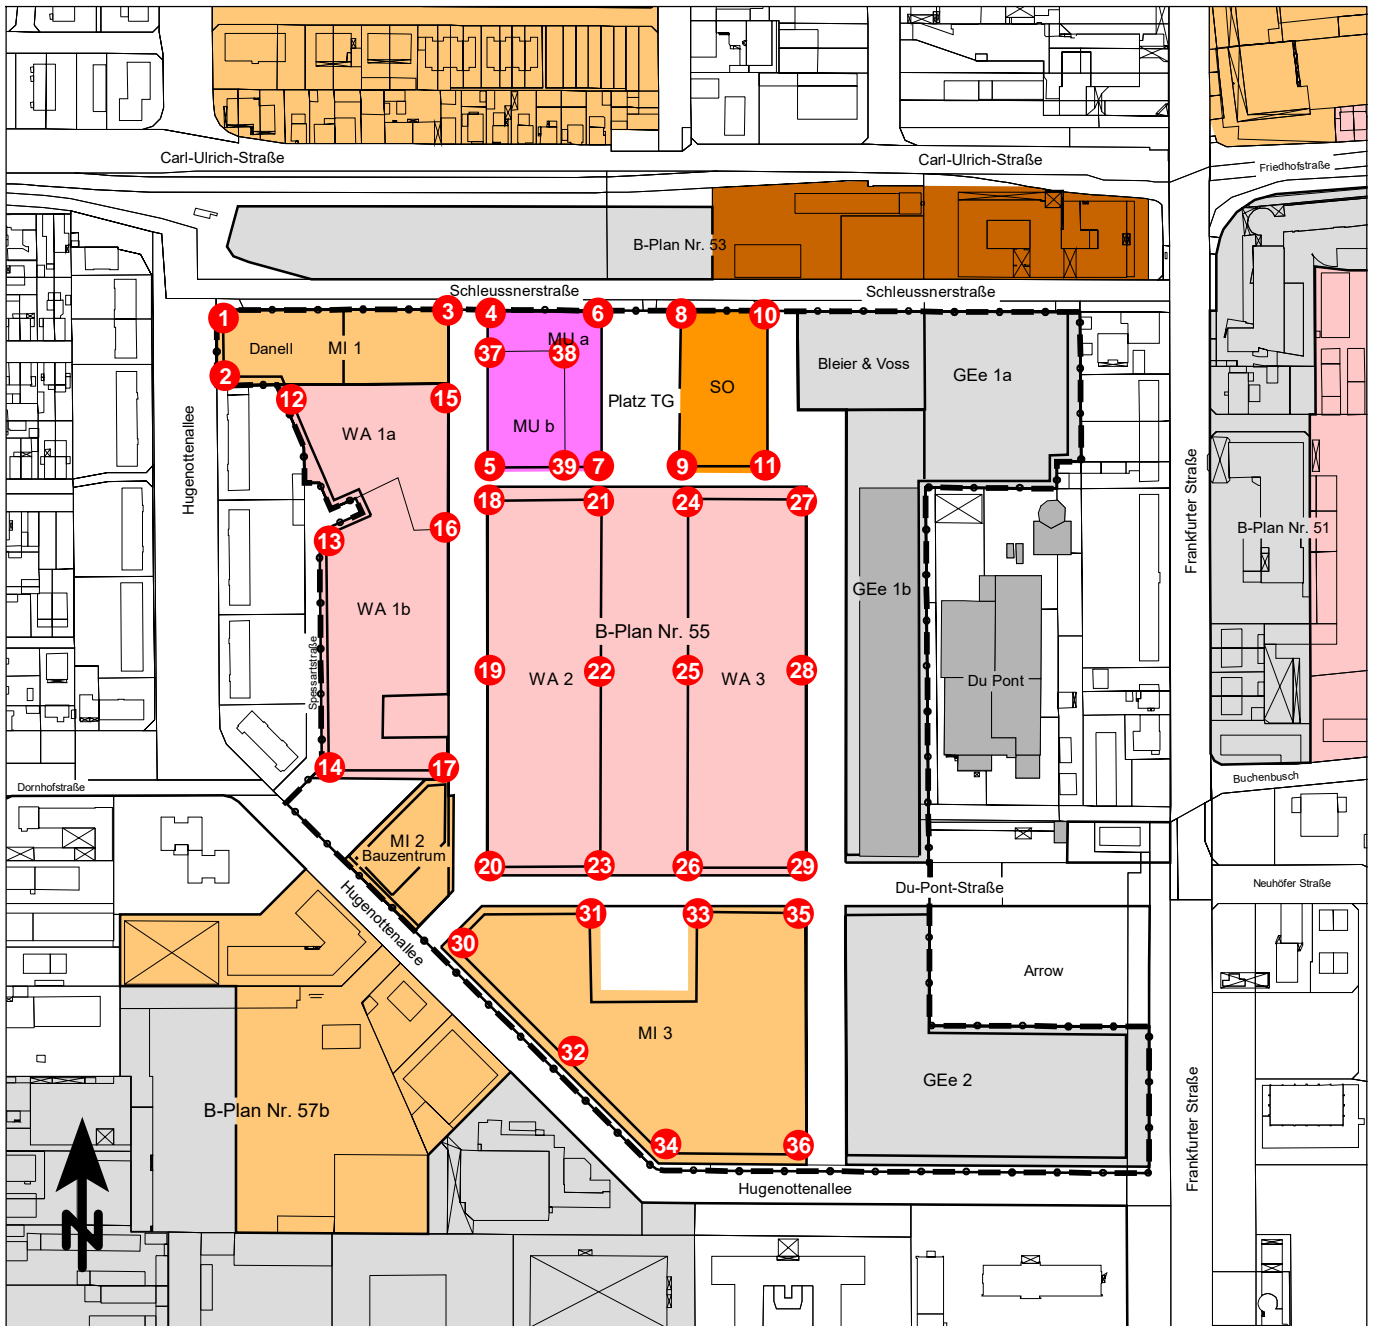 Carl-Ulrich-Straße
Carl-Ulrich-Straße
Friedhofstraße
B-Plan Nr. 53
Schleussnerstraße
Schleussnerstraße
1
3
4
6
8
10
MU a
Danell
MI 1
37
38
Bleier & Voss
GEe 1a
2
SO
12
15
Platz TG
MU b
WA 1a
5
39
7
9
11
Hugenottenallee
18
21
24
27
Frankfurter Straße
B-Plan Nr. 51
16
13
GEe 1b
WA 1b
B-Plan Nr. 55
Spessartstraße
19
22
25
28
WA 2
WA 3
Du Pont
14
17
Buchenbusch
Dornhofstraße
MI 2
Bauzentrum
20
23
26
29
Du-Pont-Straße
Neuhöfer Straße
Hugenottenallee
31
33
35
30
Arrow
MI 3
32
GEe 2
B-Plan Nr. 57b
Frankfurter Straße
34
36
Hugenottenallee
N